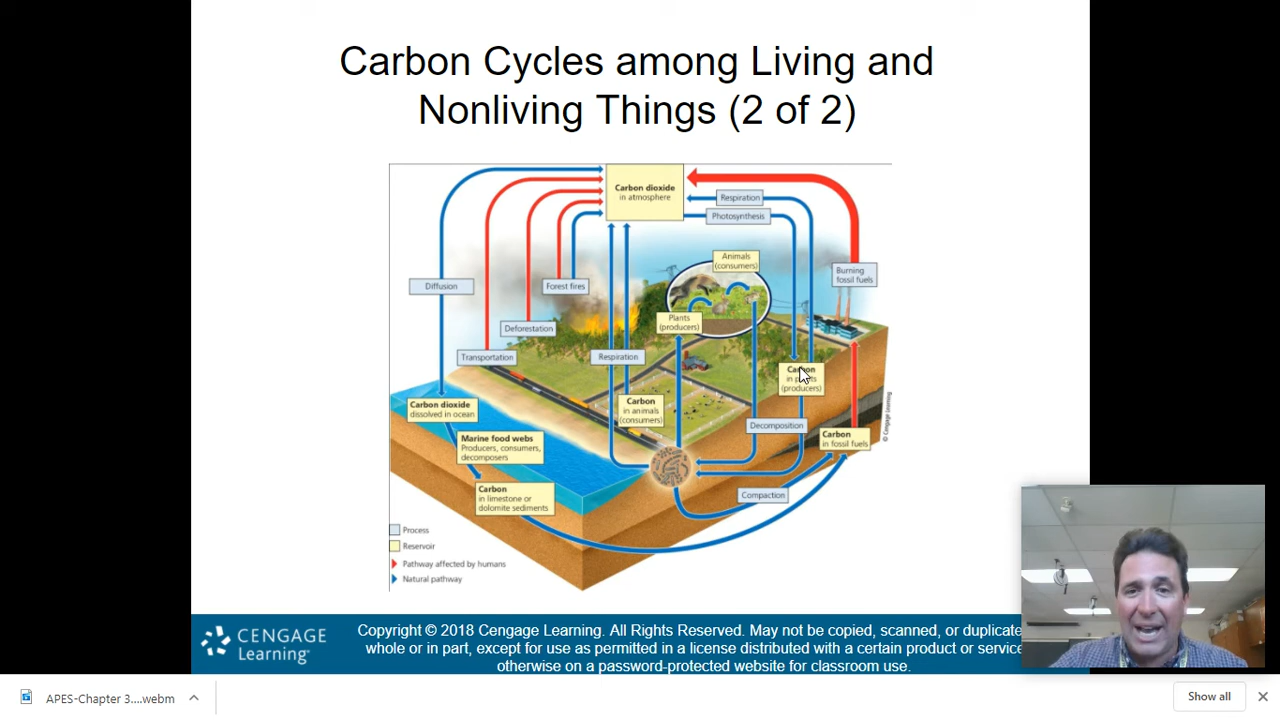 Carbon Cycles among Living and
Nonliving Things (2 of 2)
Carbon dioxide
in atmosphere
Respiration
Photosynthesis
Animals
(consumers)
Burning
fossil fuels
Diffusion
Forest fires
Plants
(producers)
Deforestation
Transportation
Respiration
Carbon
in plants
(producers)
Carbon dioxide
dissolved in ocean
Carbon
in animals
(consumers)
© Cengage Learning
Decomposition
Marine food webs
Producers, consumers,
decomposers
Carbon
in fossil fuels
Carbon
in limestone or
dolomite sediments
Compaction
Process
Reservoir
Pathway affected by humans
Natural pathway
CENGAGE
Learning
Copyright © 2018 Cengage Learning. All Rights Reserved. May not be copied, scanned, or duplicate
whole or in part, except for use as permitted in a license distributed with a certain product or service
otherwise on a password-protected website for classroom use.
APES-Chapter 3....webm
Show all